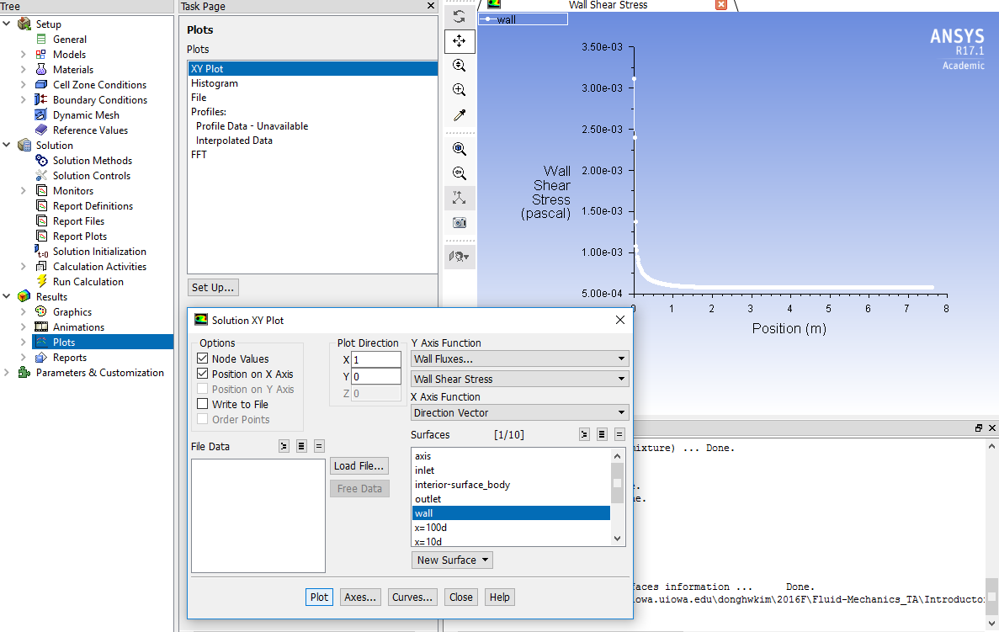 Tree
Setup
General
Models
Materials
Cell Zone Conditions
Boundary Conditions
Dynamic Mesh
Reference Values
Solution
Solution Methods
Solution Controls
Monitors
Report Definitions
Report Files
Report Plots
t=0 Solution Initialization
Calculation Activities
Run Calculation
Results
Graphics
Animations
Plots
Reports
Parameters & Customization
Task Page
Plots
Plots
XY Plot
Histogram
File
Profiles:
Profile Data - Unavailable
Interpolated Data
FFT
Set Up...
Wall Shear Stress
wall
ANSYS
R17.1
Academic
3.50e-03
3.00e-03
2.50e-03
2.00e-03
1.50e-03
1.00e-03
5.00e-04
Wall
Shear
Stress
(pascal)
0 1 2 3 4 5 6 7 8
Position (m)
Solution XY Plot
Options
Node Values
Position on X Axis
Position on Y Axis
Write to File
Order Points
Plot Direction
X 1
Y 0
Z 0
Y Axis Function
Wall Fluxes...
Wall Shear Stress
X Axis Function
Direction Vector
File Data
Load File...
Free Data
Surfaces [1/10]
axis
inlet
interior-surface_body
outlet
wall
x=100d
x=10d
New Surface
Plot Axes... Curves... Close Help
ixture) ... Done.
e.
ne.
faces information ... Done.
iowa.uiowa.edu\donghwkim\2016F\Fluid-Mechanics_TA\Introducto